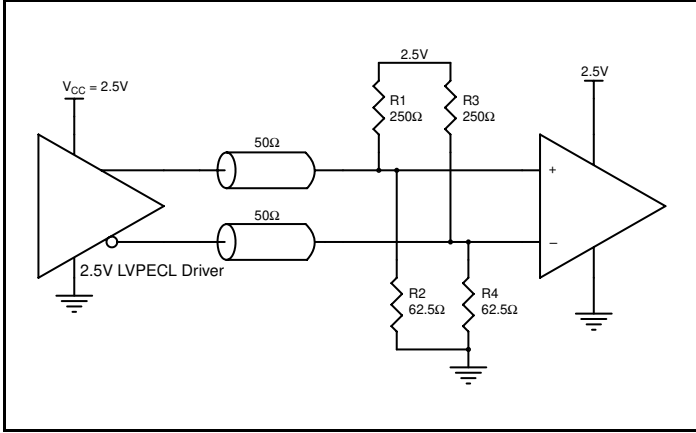 2.5V
V_CC = 2.5V
2.5V
R1
250Ω
R3
250Ω
50Ω
+
50Ω
−
2.5V LVPECL Driver
R2
62.5Ω
R4
62.5Ω